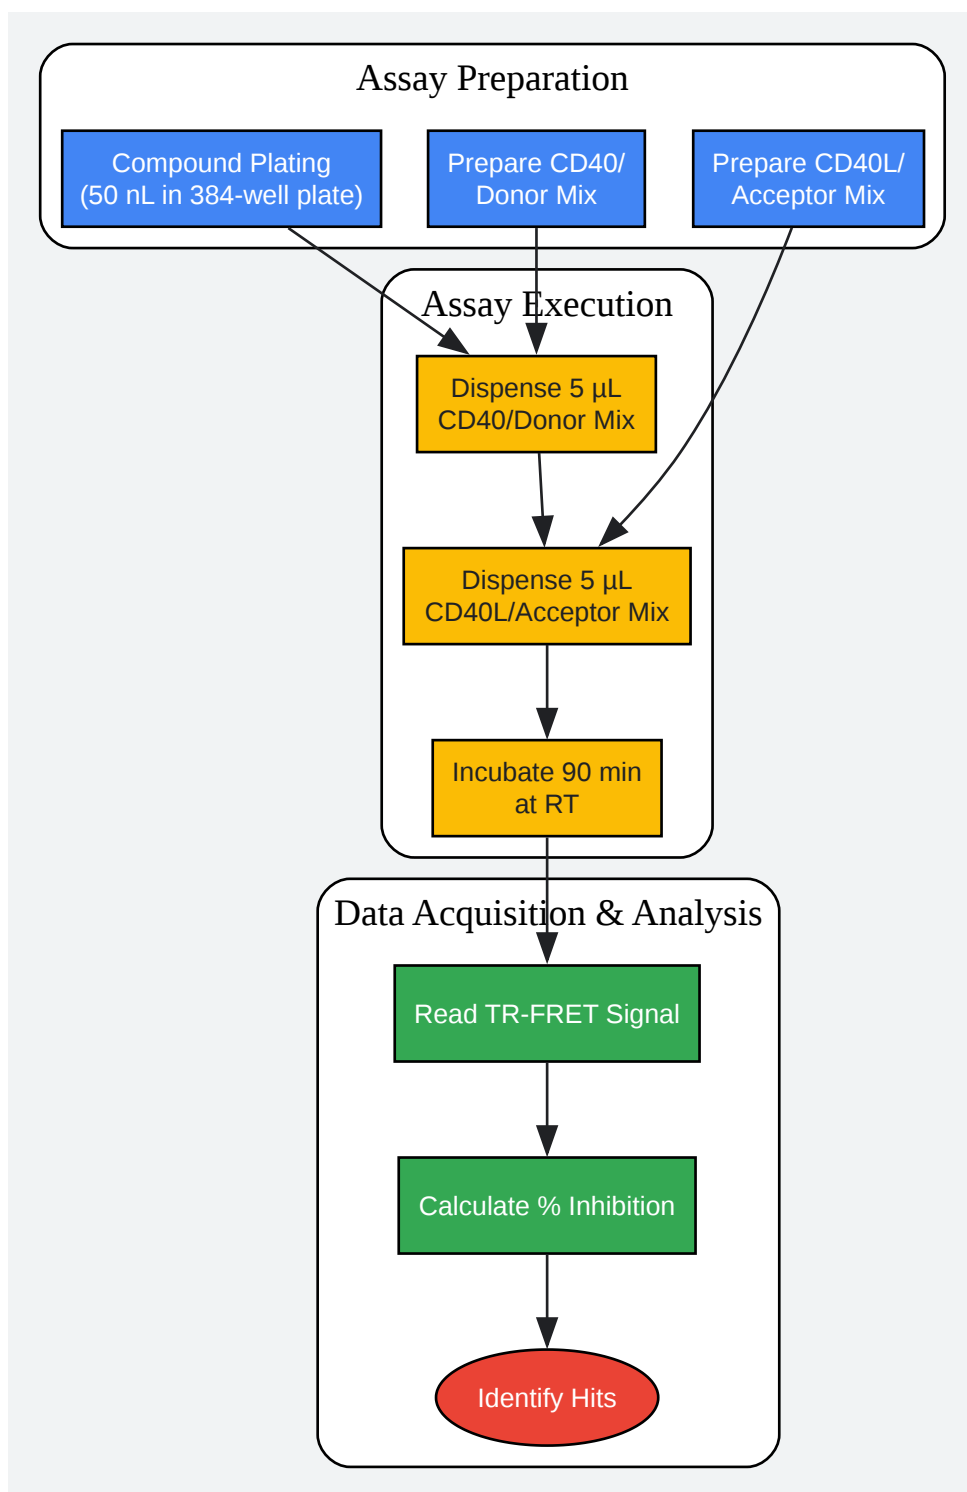 Assay Preparation
Compound Plating
(50 nL in 384-well plate)
Prepare CD40/
Donor Mix
Prepare CD40L/
Acceptor Mix
Assay Execution
Dispense 5 µL
CD40/Donor Mix
Dispense 5 µL
CD40L/Acceptor Mix
Incubate 90 min
at RT
Data Acquisition & Analysis
Read TR-FRET Signal
Calculate % Inhibition
Identify Hits